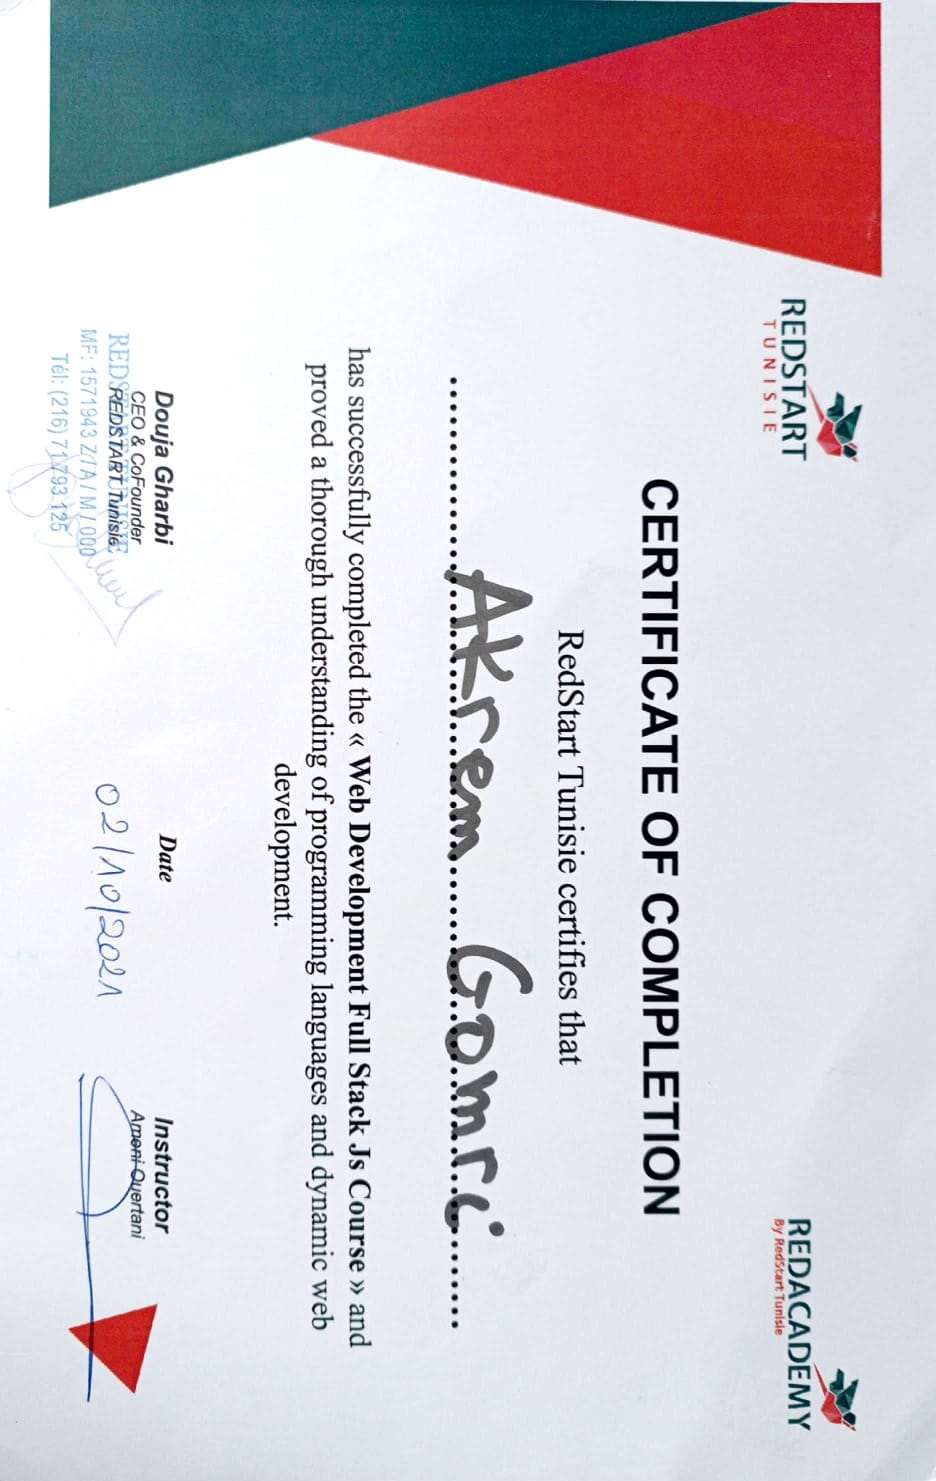 REDSTART
TUNISIE
REDACADEMY
By RedStart Tunisie
CERTIFICATE OF COMPLETION
RedStart Tunisie certifies that
Akrem Gomri
has successfully completed the « Web Development Full Stack Js Course » and
proved a thorough understanding of programming languages and dynamic web
development.
Douja Gharbi
CEO & CoFounder
REDSTART Tunisie
REDSTART TUNISIE
MF: 1571943 Z/A/M/000
Tél: (216) 71 793 125
Date
02/10/2021
Instructor
Ameni Ouertani